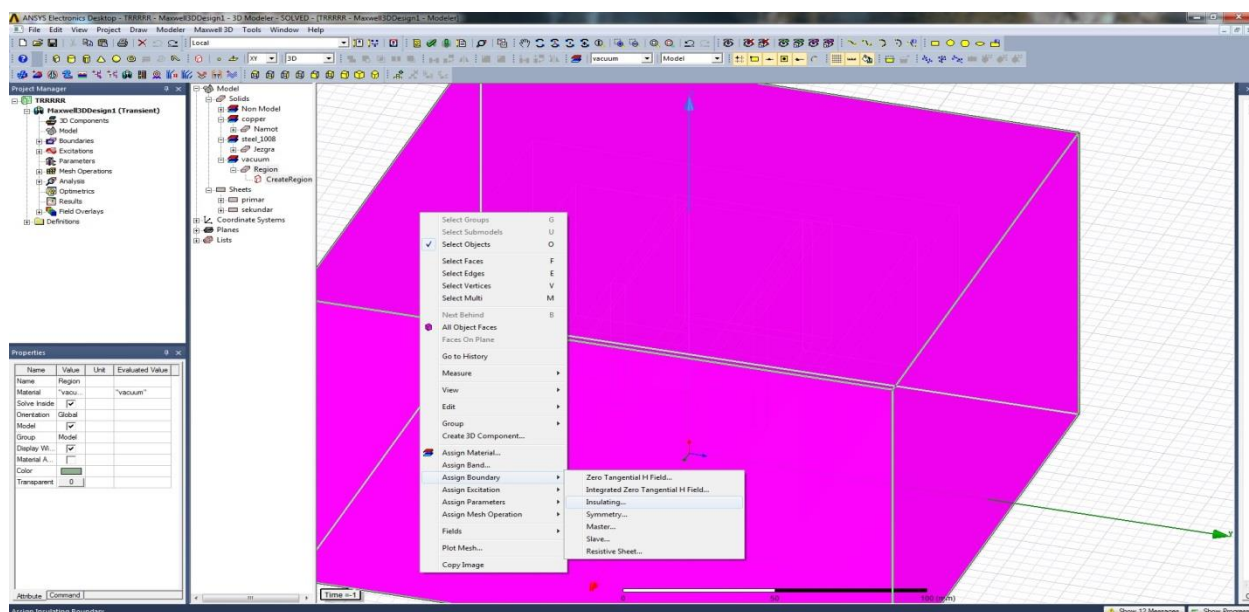 ANSYS Electronics Desktop - TRRRRR - Maxwell3DDesign1 - 3D Modeler - SOLVED - [TRRRRR - Maxwell3DDesign1 - Modeler]
File Edit View Project Draw Modeler Maxwell 3D Tools Window Help
Local
XY 3D vacuum Model
Project Manager
TRRRRR
Maxwell3DDesign1 (Transient)
3D Components
Model
Boundaries
Excitations
Parameters
Mesh Operations
Analysis
Optimetrics
Results
Field Overlays
Definitions
Model
Solids
Non Model
copper
Namot
steel_1008
Jezgra
vacuum
Region
CreateRegion
Sheets
primar
sekundar
Coordinate Systems
Planes
Lists
Select Groups G
Select Submodels U
Select Objects O
Select Faces F
Select Edges E
Select Vertices V
Select Multi M
Next Behind B
All Object Faces
Faces On Plane
Go to History
Measure
View
Edit
Group
Create 3D Component...
Assign Material...
Assign Band...
Assign Boundary
Assign Excitation
Assign Parameters
Assign Mesh Operation
Fields
Plot Mesh...
Copy Image
Zero Tangential H Field...
Integrated Zero Tangential H Field...
Insulating...
Symmetry...
Master...
Slave...
Resistive Sheet...
Properties
Name Value Unit Evaluated Value
Name Region
Material "vacu... "vacuum"
Solve Inside
Orientation Global
Model
Group Model
Display Wi...
Material A...
Color
Transparent 0
Attribute Command
Time =-1
0 50 100 (mm)
y
Assign Insulating Boundary
Show 12 Messages Show Progress